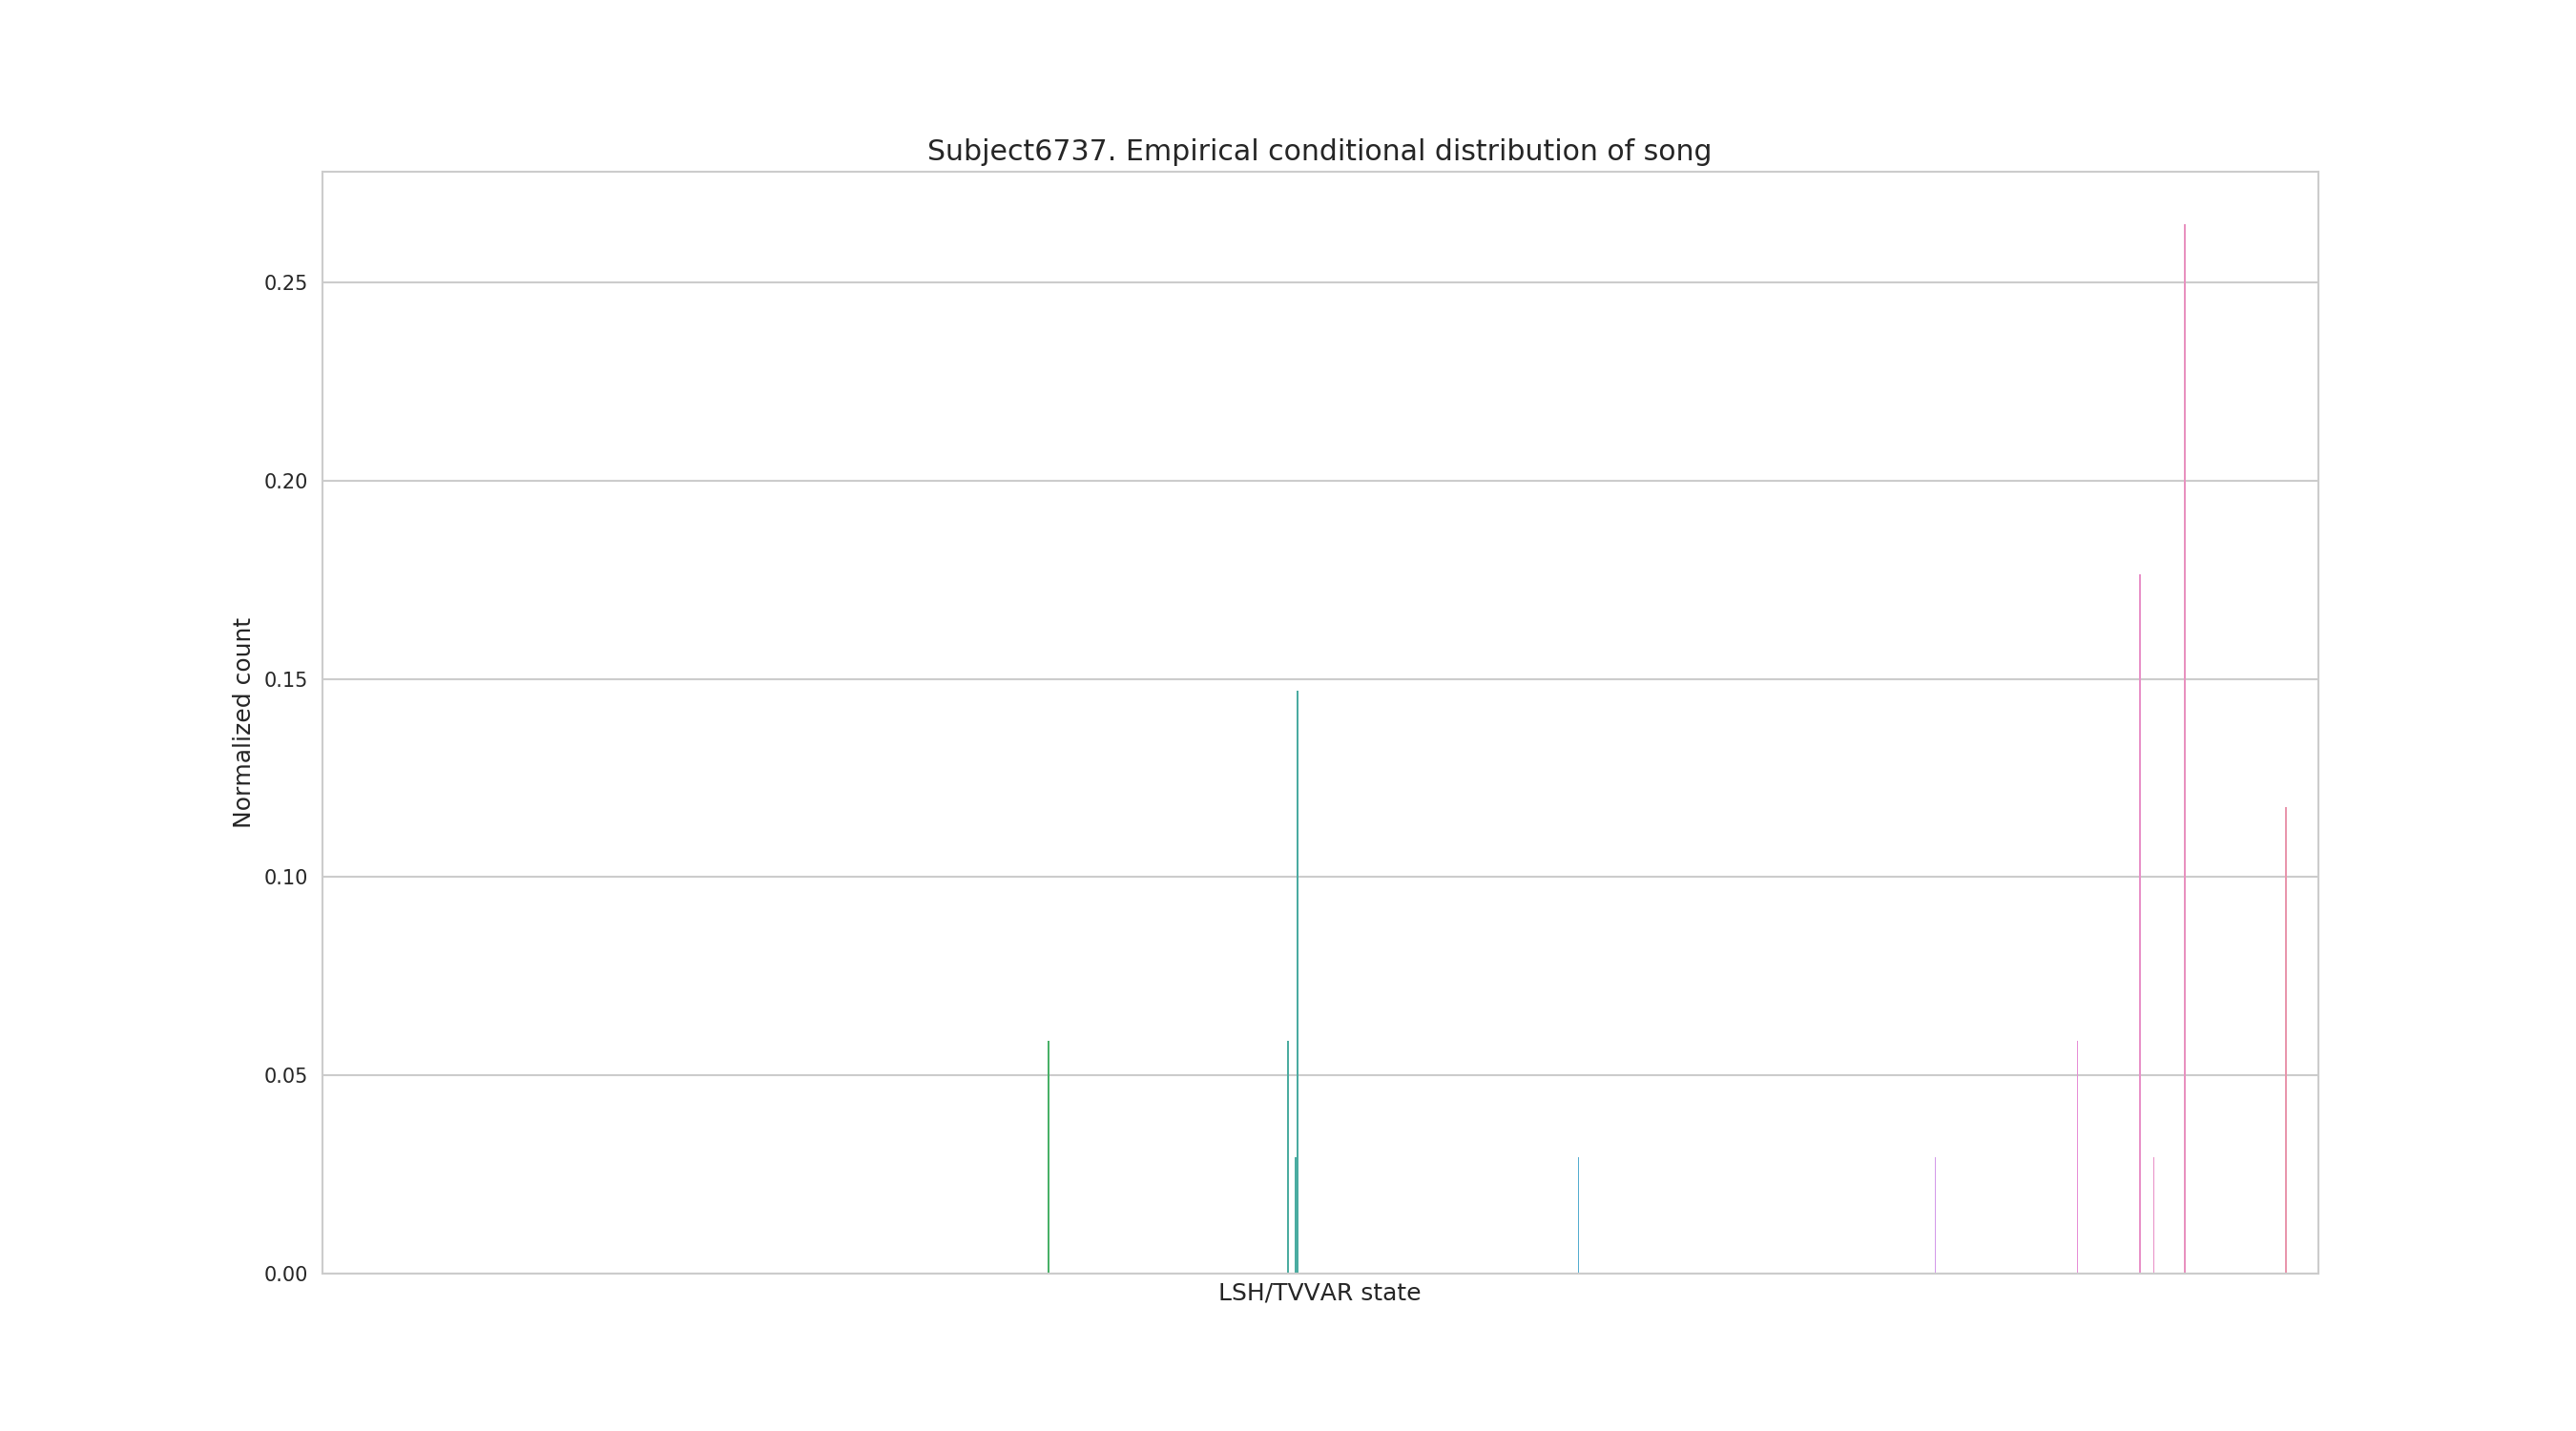 Subject6737. Empirical conditional distribution of song
Normalized count
0.25
0.20
0.15
0.10
0.05
0.00
LSH/TVVAR state